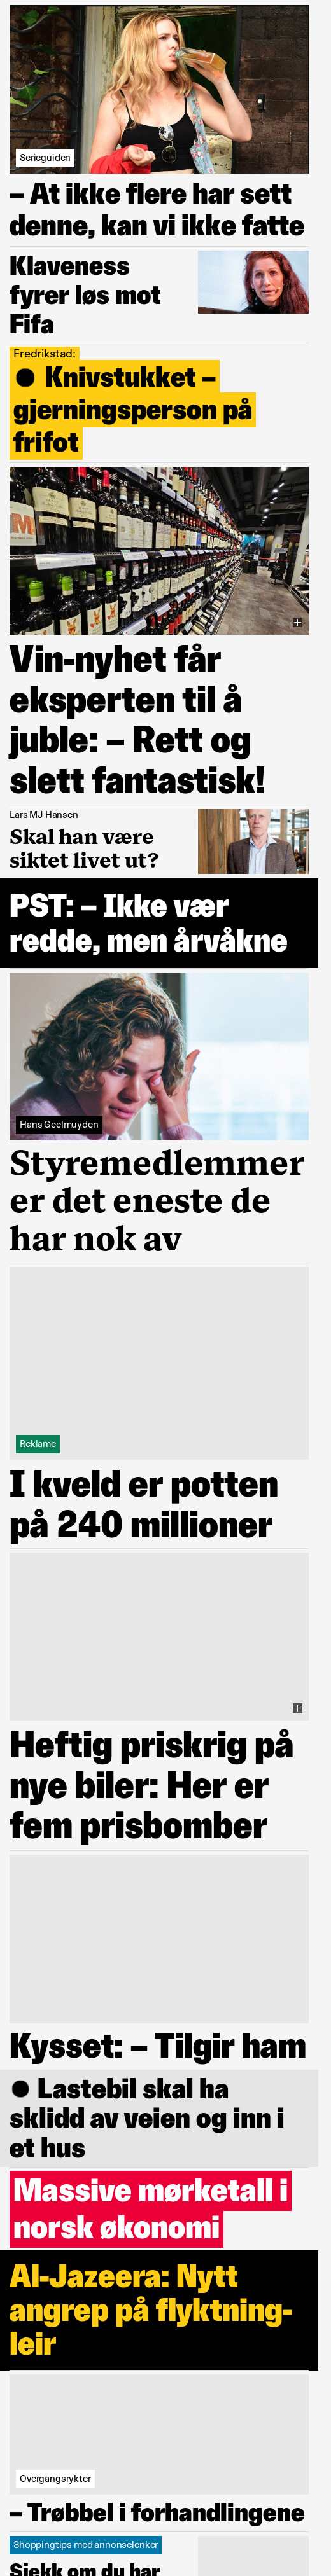 Serieguiden
– At ikke flere har sett
denne, kan vi ikke fatte
Klaveness
fyrer løs mot
Fifa
Fredrikstad:
Knivstukket –
gjerningsperson på
frifot
Vin-nyhet får
eksperten til å
juble: – Rett og
slett fantastisk!
Lars MJ Hansen
Skal han være
siktet livet ut?
PST: – Ikke vær
redde, men årvåkne
Hans Geelmuyden
Styremedlemmer
er det eneste de
har nok av
Reklame
I kveld er potten
på 240 millioner
Heftig priskrig på
nye biler: Her er
fem prisbomber
Kysset: – Tilgir ham
Lastebil skal ha
sklidd av veien og inn i
et hus
Massive mørketall i
norsk økonomi
Al-Jazeera: Nytt
angrep på flyktning-
leir
Overgangsrykter
– Trøbbel i forhandlingene
Shoppingtips med annonselenker
Sjekk om du har